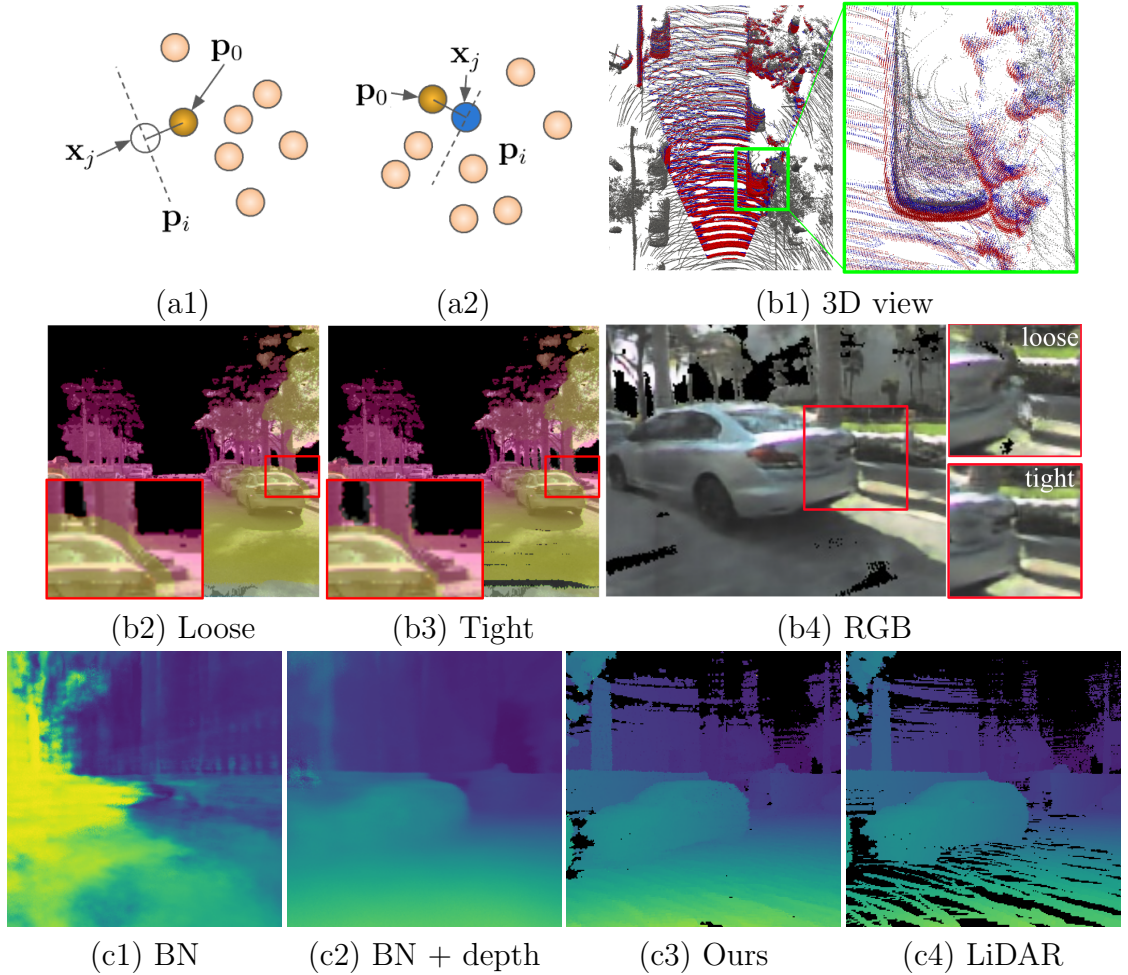 p₀
xⱼ
pᵢ
(a1)
xⱼ
p₀
pᵢ
(a2)
(b1) 3D view
(b2) Loose
(b3) Tight
loose
tight
(b4) RGB
(c1) BN
(c2) BN + depth
(c3) Ours
(c4) LiDAR